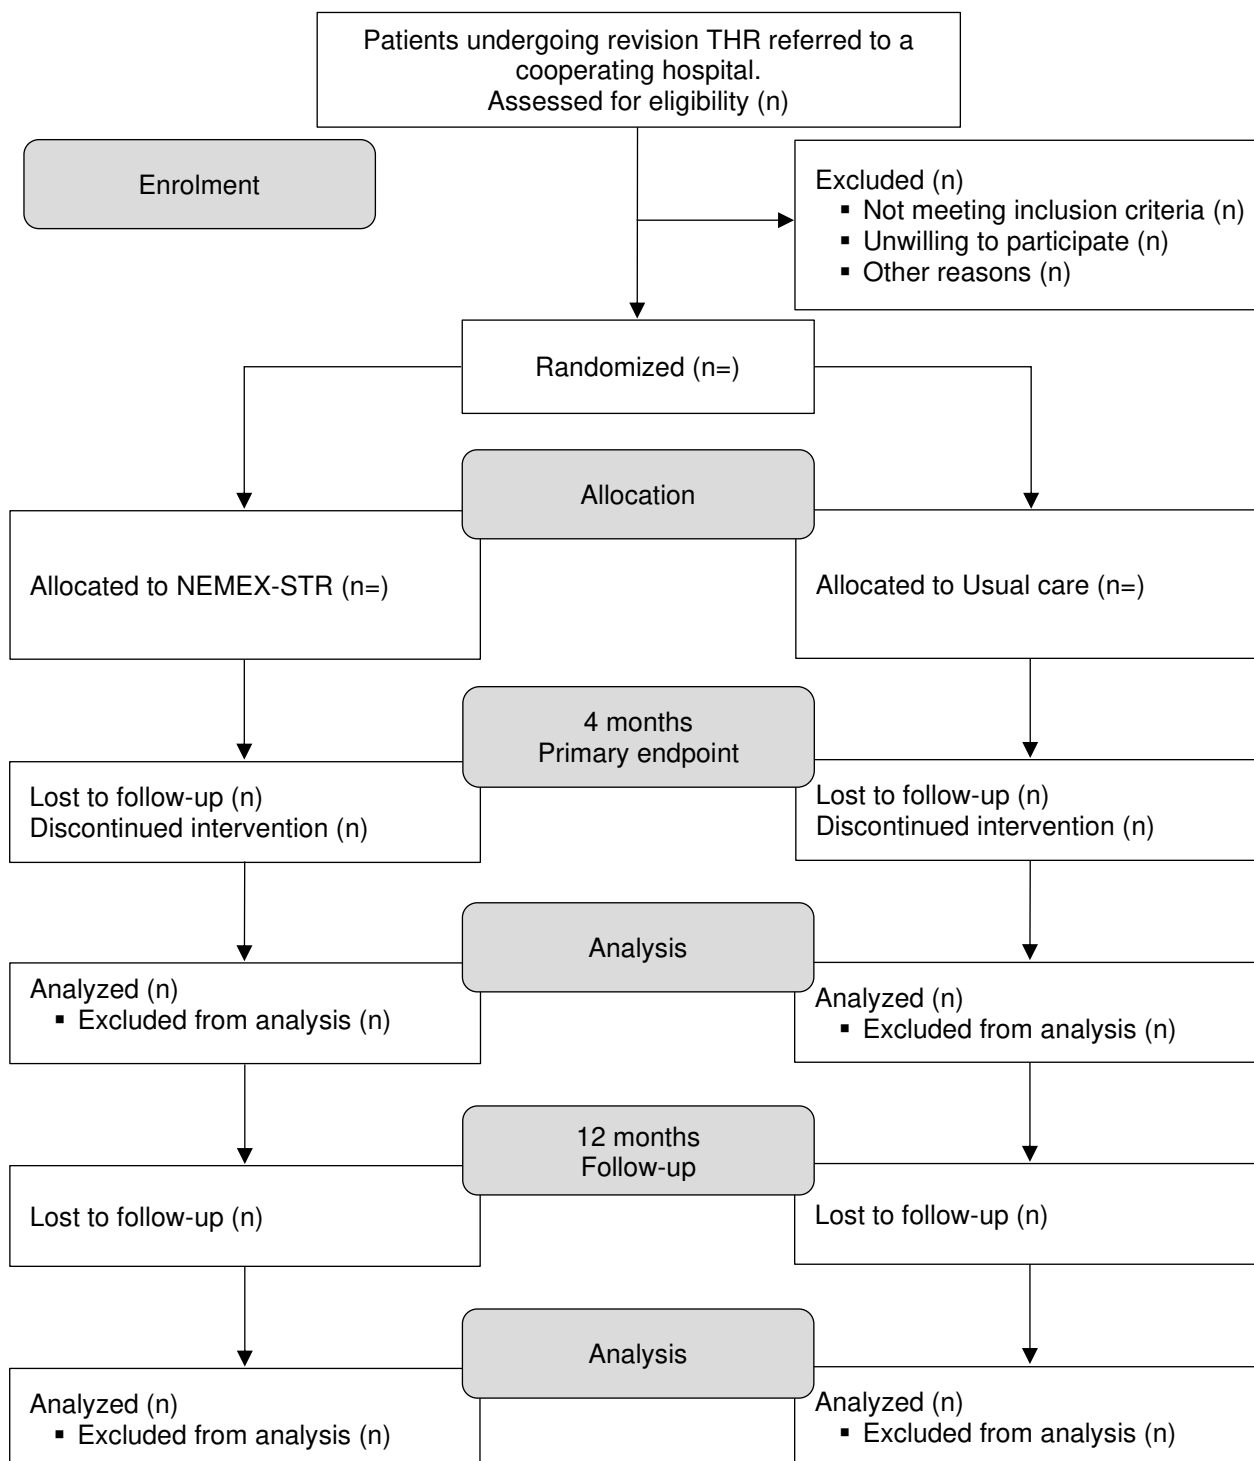 Patients undergoing revision THR referred to a
cooperating hospital.
Assessed for eligibility (n)
Enrolment
Excluded (n)
▪ Not meeting inclusion criteria (n)
▪ Unwilling to participate (n)
▪ Other reasons (n)
Randomized (n=)
Allocation
Allocated to NEMEX-STR (n=)
Allocated to Usual care (n=)
4 months
Primary endpoint
Lost to follow-up (n)
Discontinued intervention (n)
Lost to follow-up (n)
Discontinued intervention (n)
Analysis
Analyzed (n)
▪ Excluded from analysis (n)
Analyzed (n)
▪ Excluded from analysis (n)
12 months
Follow-up
Lost to follow-up (n)
Lost to follow-up (n)
Analysis
Analyzed (n)
▪ Excluded from analysis (n)
Analyzed (n)
▪ Excluded from analysis (n)